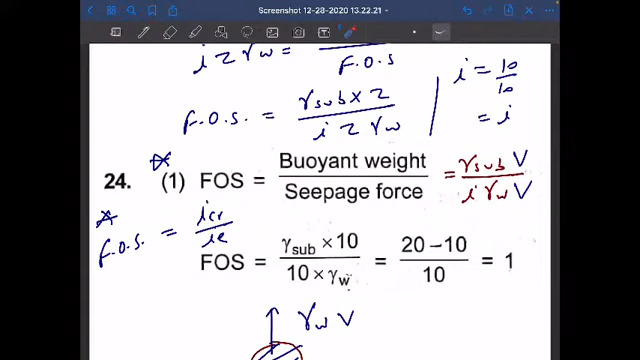 Screenshot 12-28-2020 13.22.21
i z γw =
F.O.S
F.O.S. = γsub × z / i z γw
i = 10/10
= i
24. (1) FOS = Buoyant weight / Seepage force = γsub V / i γw V
F.O.S. = icr / ie
FOS = γsub × 10 / 10 × γw = 20 – 10 / 10 = 1
γw V